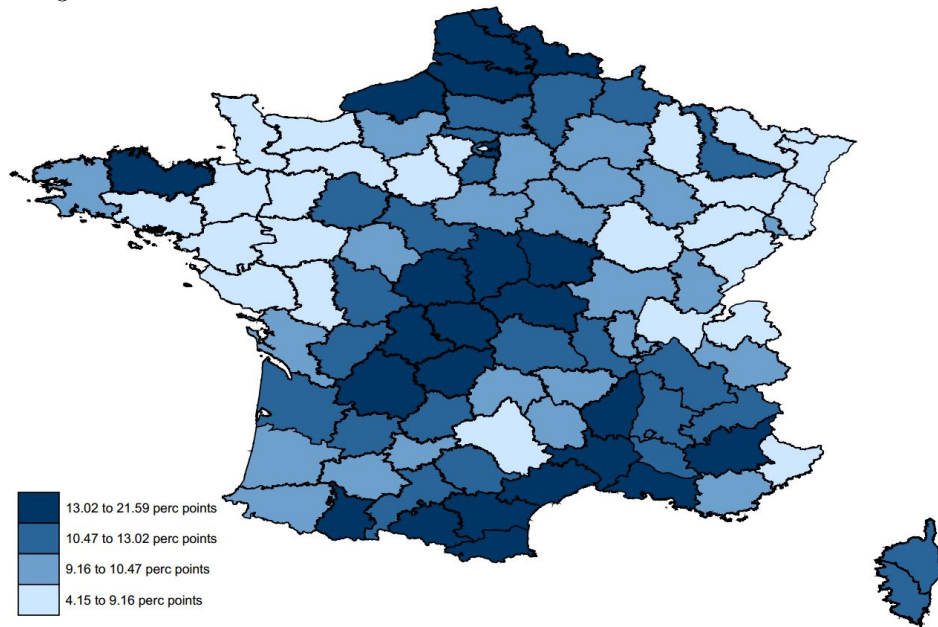 13.02 to 21.59 perc points
10.47 to 13.02 perc points
9.16 to 10.47 perc points
4.15 to 9.16 perc points